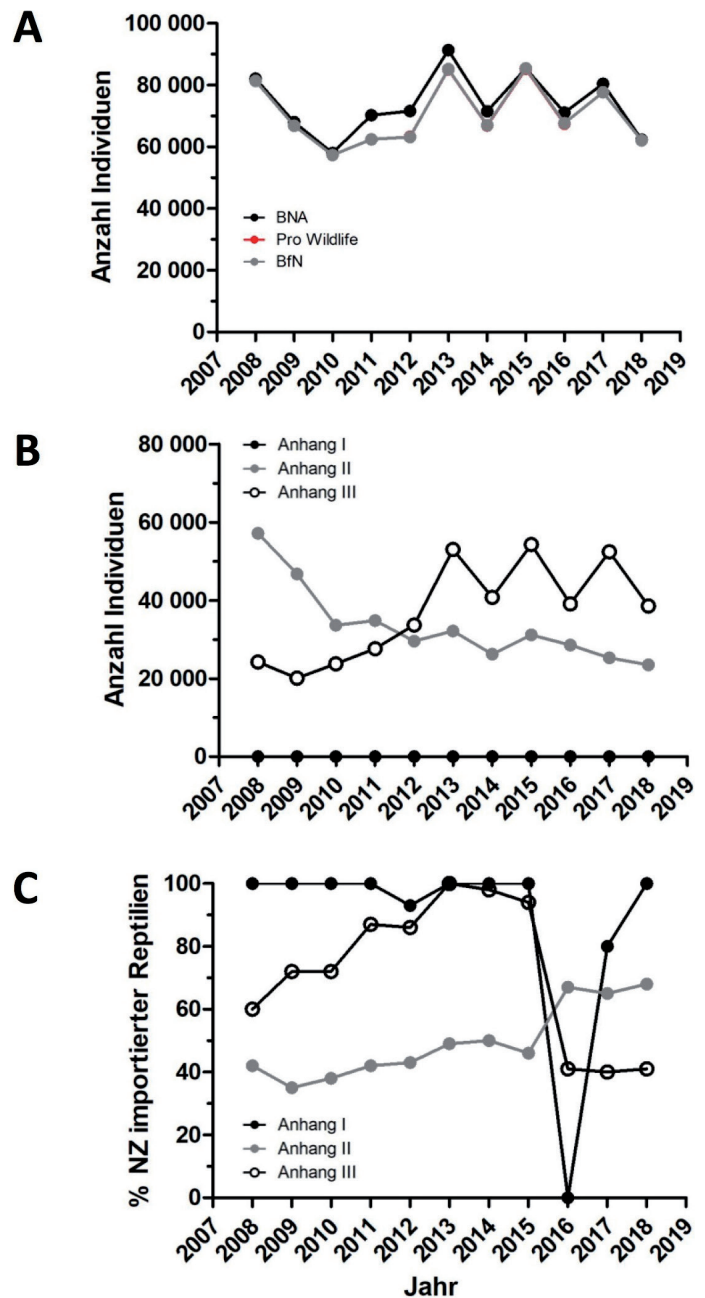 A
Anzahl Individuen
100 000
80 000
60 000
40 000
20 000
0
BNA
Pro Wildlife
BfN
2007 2008 2009 2010 2011 2012 2013 2014 2015 2016 2017 2018 2019
B
Anzahl Individuen
80 000
60 000
40 000
20 000
0
Anhang I
Anhang II
Anhang III
2007 2008 2009 2010 2011 2012 2013 2014 2015 2016 2017 2018 2019
C
% NZ importierter Reptilien
100
80
60
40
20
0
Anhang I
Anhang II
Anhang III
2007 2008 2009 2010 2011 2012 2013 2014 2015 2016 2017 2018 2019
Jahr